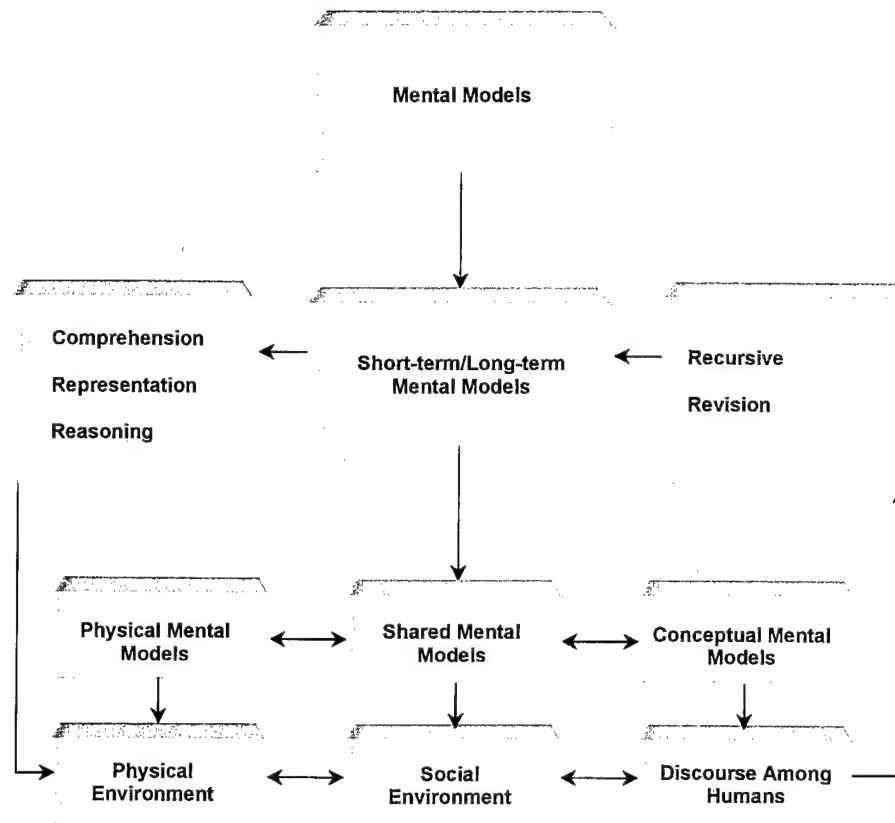 Mental Models
Comprehension
Representation
Reasoning
Short-term/Long-term
Mental Models
Recursive
Revision
Physical Mental
Models
Shared Mental
Models
Conceptual Mental
Models
Physical
Environment
Social
Environment
Discourse Among
Humans